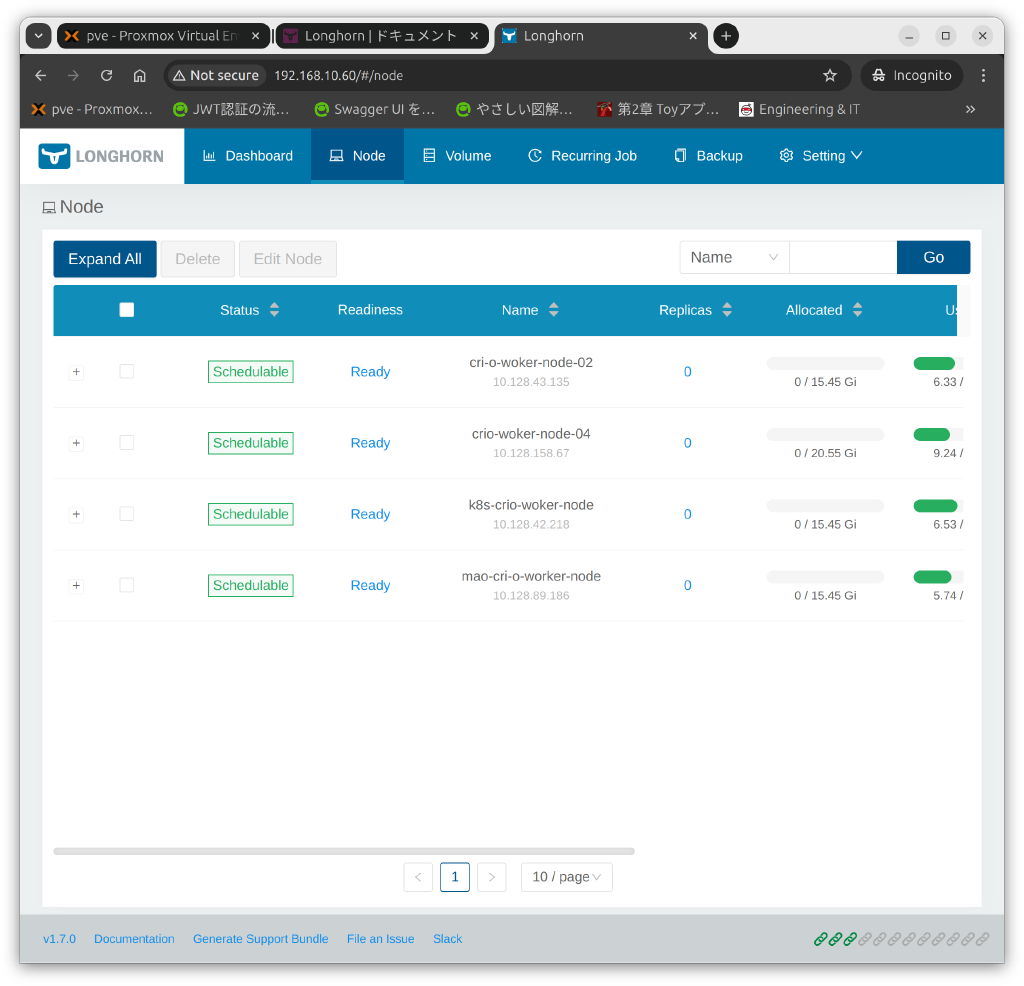 pve - Proxmox Virtual En
Longhorn | ドキュメント
Longhorn
Not secure
192.168.10.60/#/node
Incognito
pve - Proxmox...
JWT認証の流...
Swagger UI を...
やさしい図解...
第2章 Toyアプ...
Engineering & IT
LONGHORN
Dashboard
Node
Volume
Recurring Job
Backup
Setting
Node
Expand All
Delete
Edit Node
Name
Go
Status
Readiness
Name
Replicas
Allocated
Us
Schedulable
Ready
cri-o-woker-node-02
10.128.43.135
0
0 / 15.45 Gi
6.33 /
Schedulable
Ready
crio-woker-node-04
10.128.158.67
0
0 / 20.55 Gi
9.24 /
Schedulable
Ready
k8s-crio-woker-node
10.128.42.218
0
0 / 15.45 Gi
6.53 /
Schedulable
Ready
mao-cri-o-worker-node
10.128.89.186
0
0 / 15.45 Gi
5.74 /
1
10 / page
v1.7.0
Documentation
Generate Support Bundle
File an Issue
Slack